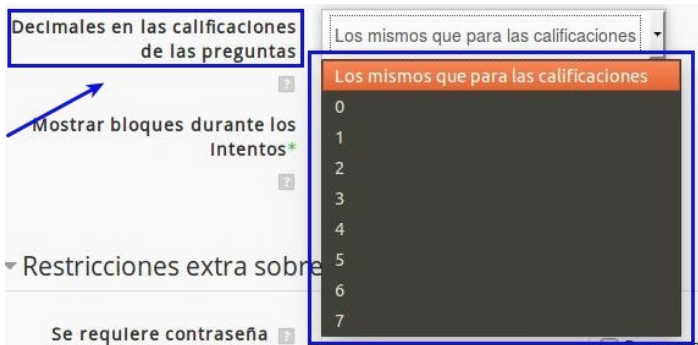 Decimales en las calificaciones
de las preguntas
Los mismos que para las calificaciones
?
Los mismos que para las calificaciones
0
1
2
3
4
5
6
7
Mostrar bloques durante los
Intentos*
?
Restricciones extra sobre
Se requiere contraseña ?